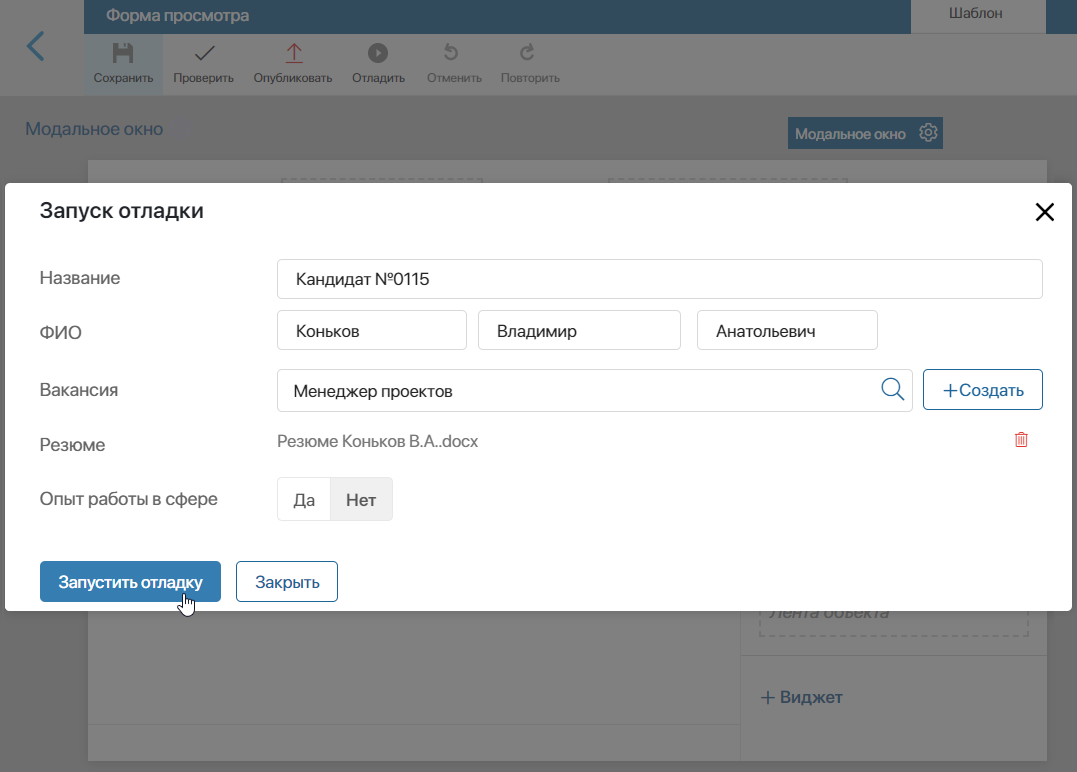 Форма просмотра
Шаблон
Сохранить Проверить Опубликовать Отладить Отменить Повторить
Модальное окно
Модальное окно
Запуск отладки
Название
Кандидат №0115
ФИО
Коньков Владимир Анатольевич
Вакансия
Менеджер проектов
+Создать
Резюме
Резюме Коньков В.А..docx
Опыт работы в сфере
Да Нет
Запустить отладку Закрыть
Лента объекта
+ Виджет